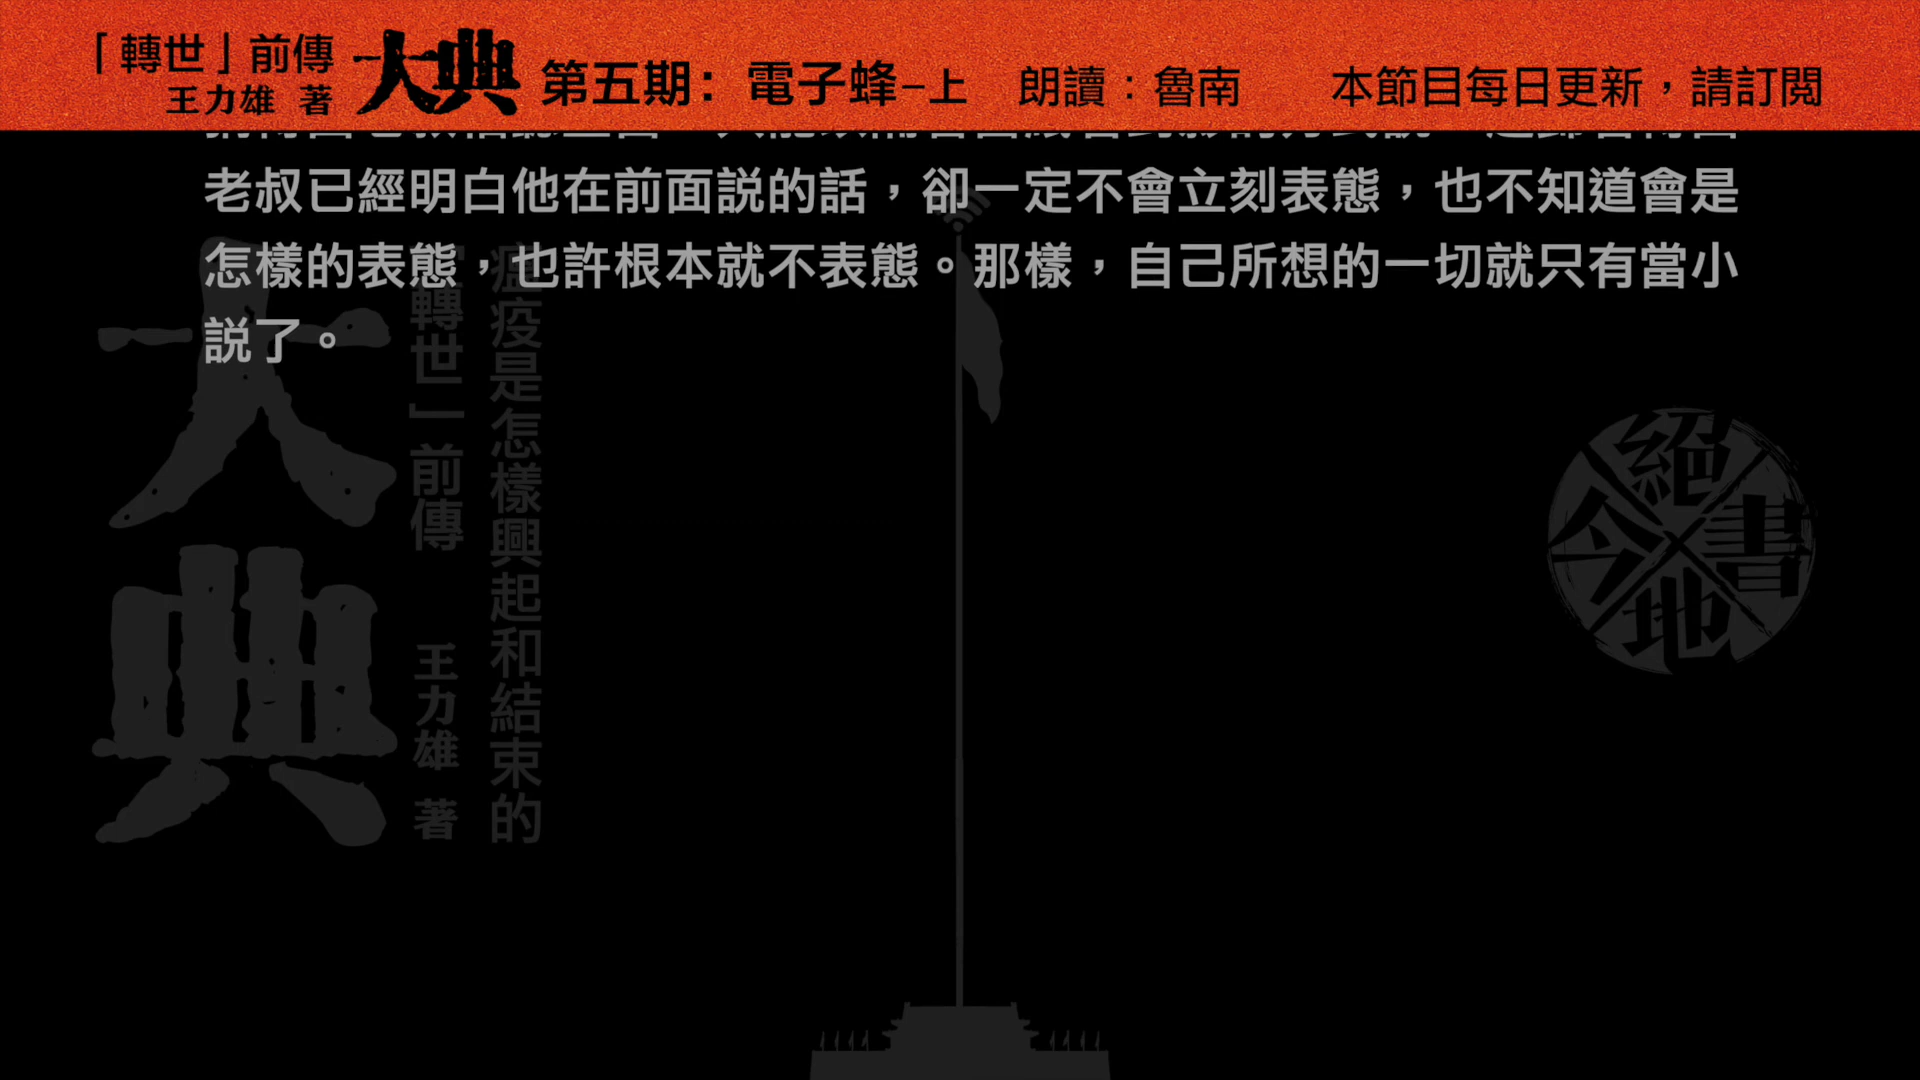 「轉世」前傳
王力雄 著
大典
第五期：電子蜂–上
朗讀：魯南
本節目每日更新，請訂閱
老叔已經明白他在前面説的話，卻一定不會立刻表態，也不知道會是
怎樣的表態，也許根本就不表態。那樣，自己所想的一切就只有當小
説了。
大典
「轉世」前傳 王力雄 著
瘟疫是怎樣興起和結束的
絕地今書